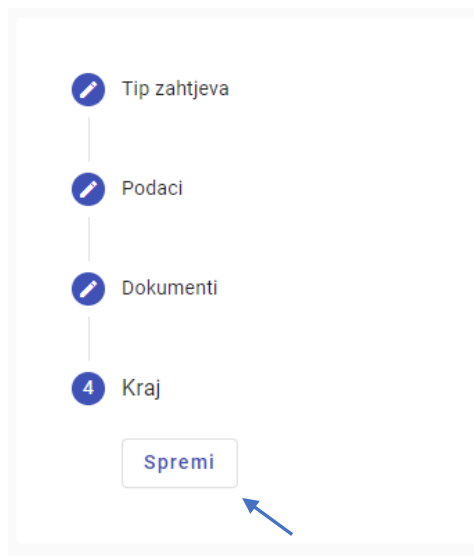 Tip zahtjeva
Podaci
Dokumenti
4 Kraj
Spremi